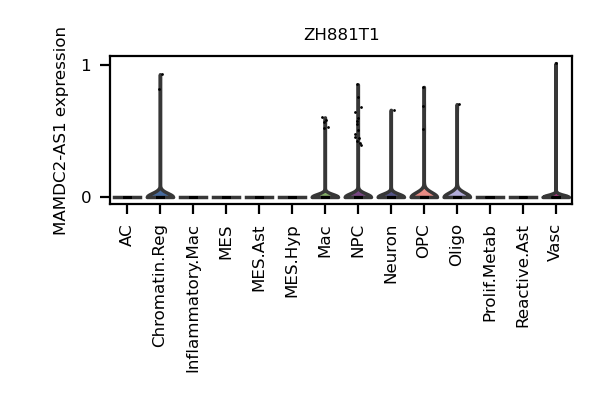 ZH881T1
MAMDC2-AS1 expression
1
0
AC
Chromatin.Reg
Inflammatory.Mac
MES
MES.Ast
MES.Hyp
Mac
NPC
Neuron
OPC
Oligo
Prolif.Metab
Reactive.Ast
Vasc